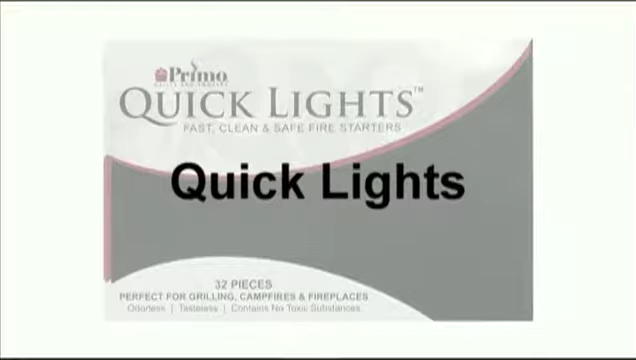 Primo
QUICK LIGHTS™
FAST, CLEAN & SAFE FIRE STARTERS
Quick Lights
32 PIECES
PERFECT FOR GRILLING, CAMPFIRES & FIREPLACES
Odorless | Tasteless | Contains No Toxic Substances